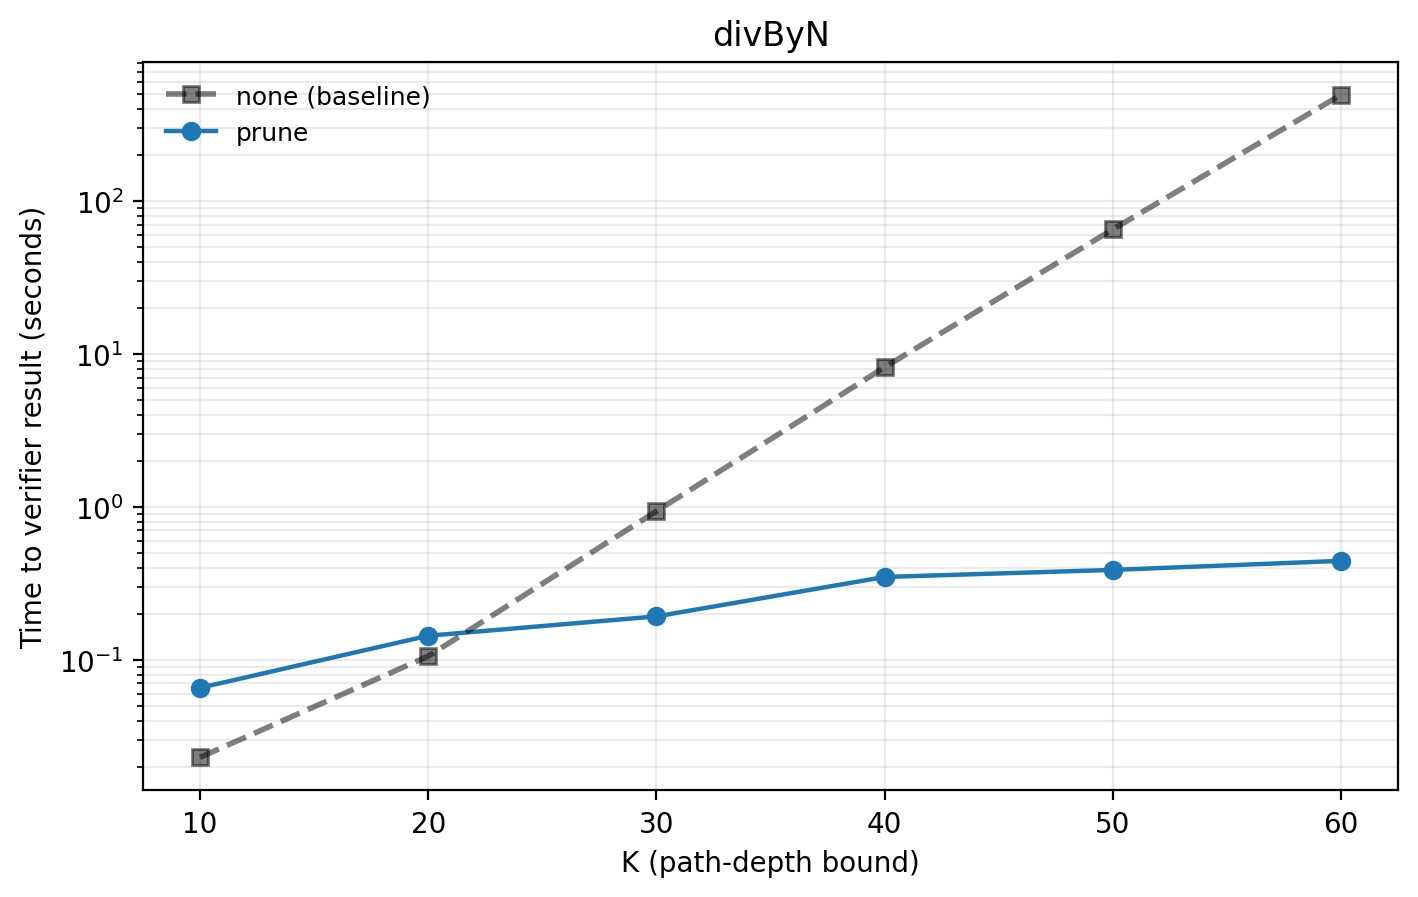 divByN
none (baseline)
prune
Time to verifier result (seconds)
10²
10¹
10⁰
10⁻¹
10 20 30 40 50 60
K (path-depth bound)